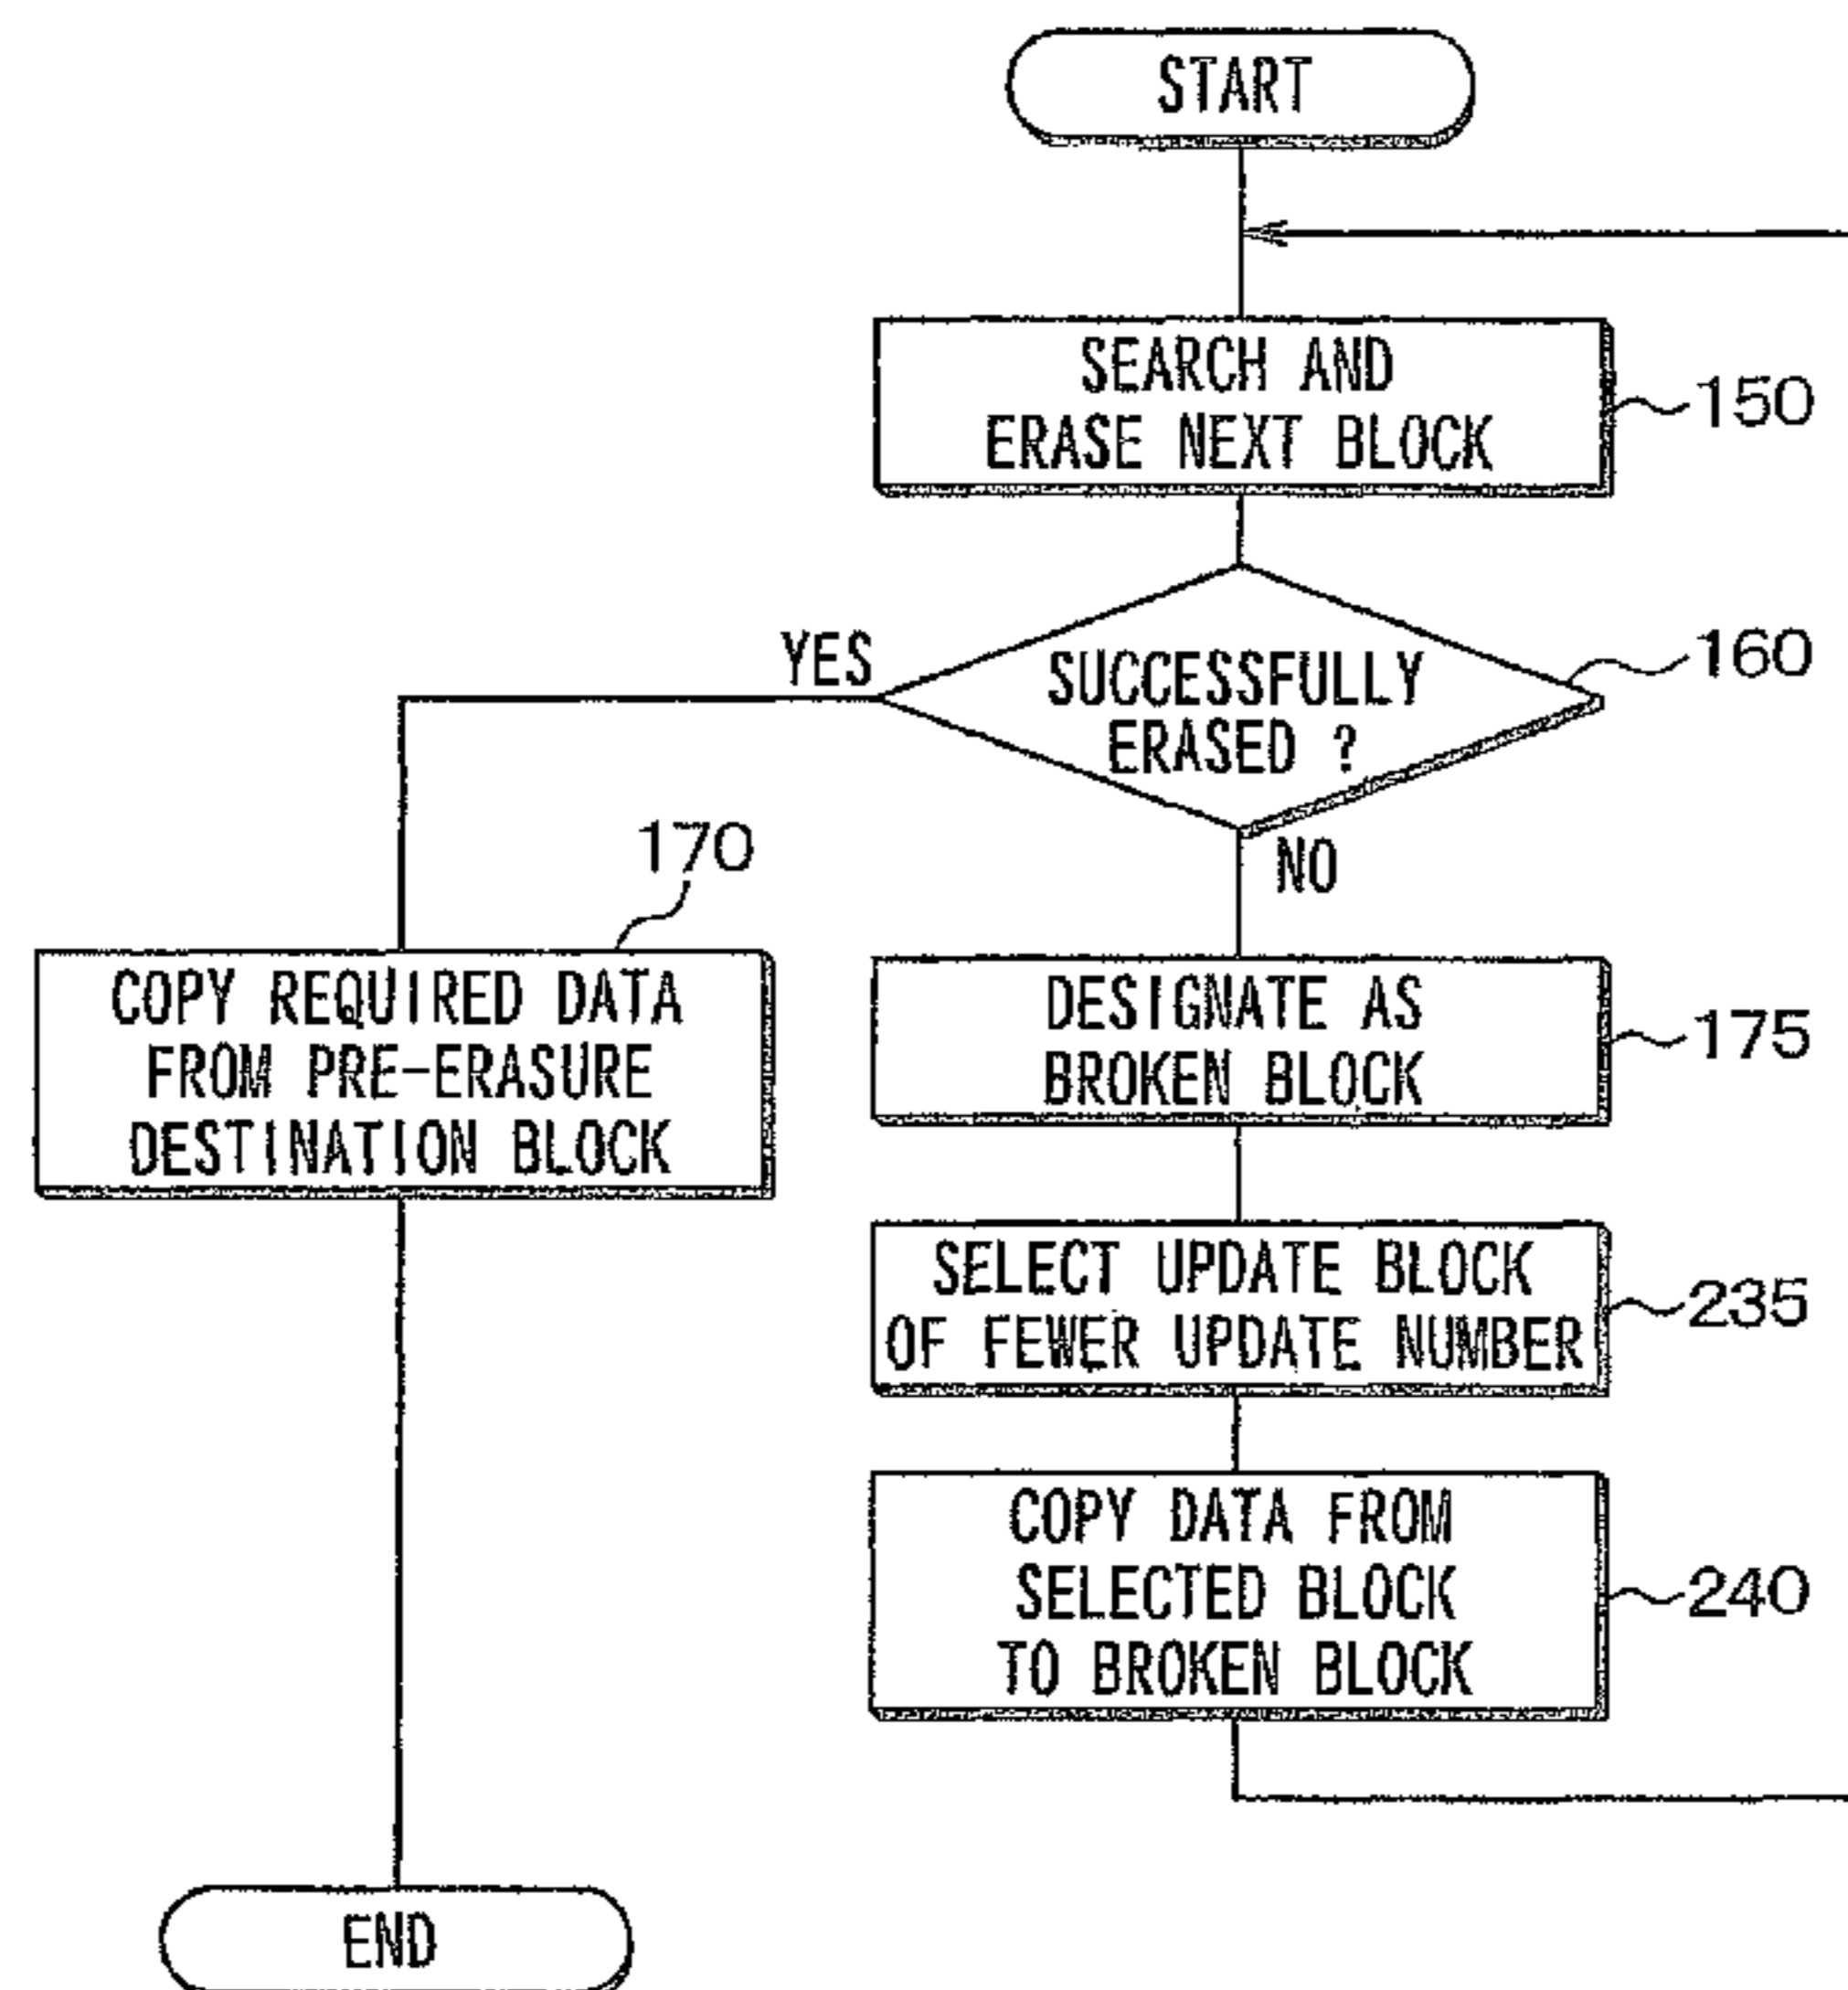 START
SEARCH AND
ERASE NEXT BLOCK
150
YES
SUCCESSFULLY
ERASED ?
160
NO
170
COPY REQUIRED DATA
FROM PRE-ERASURE
DESTINATION BLOCK
DESIGNATE AS
BROKEN BLOCK
175
SELECT UPDATE BLOCK
OF FEWER UPDATE NUMBER
235
COPY DATA FROM
SELECTED BLOCK
TO BROKEN BLOCK
240
END